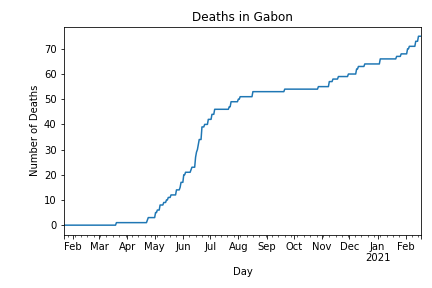 Deaths in Gabon
Number of Deaths
70
60
50
40
30
20
10
0
Feb Mar Apr May Jun Jul Aug Sep Oct Nov Dec Jan Feb
2021
Day